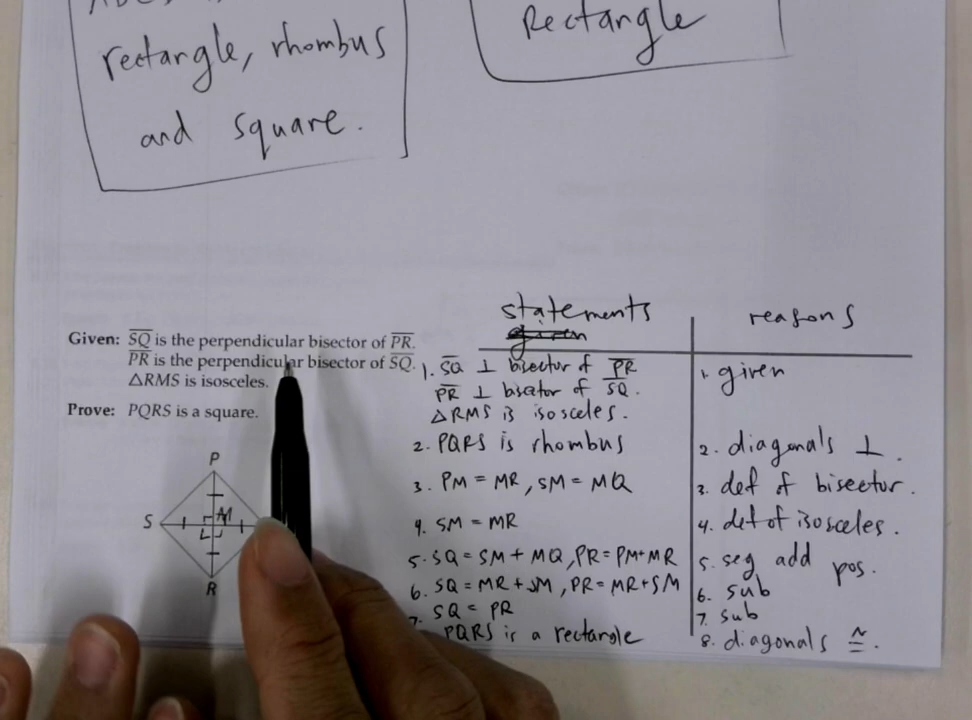 rectangle, rhombus
and square.
Rectangle
Given: SQ is the perpendicular bisector of PR.
PR is the perpendicular bisector of SQ.
△RMS is isosceles.
Prove: PQRS is a square.
P
S
M
R
statements
reasons
1. SQ ⊥ bisector of PR
PR ⊥ bisector of SQ.
△RMS is isosceles.
1. given
2. PQRS is rhombus
2. diagonals ⊥.
3. PM = MR, SM = MQ
3. def of bisector.
4. SM = MR
4. def of isosceles.
5. SQ = SM + MQ, PR = PM + MR
5. seg add pos.
6. SQ = MR + SM, PR = MR + SM
6. sub
7. SQ = PR
7. sub
PQRS is a rectangle
8. diagonals ≅.